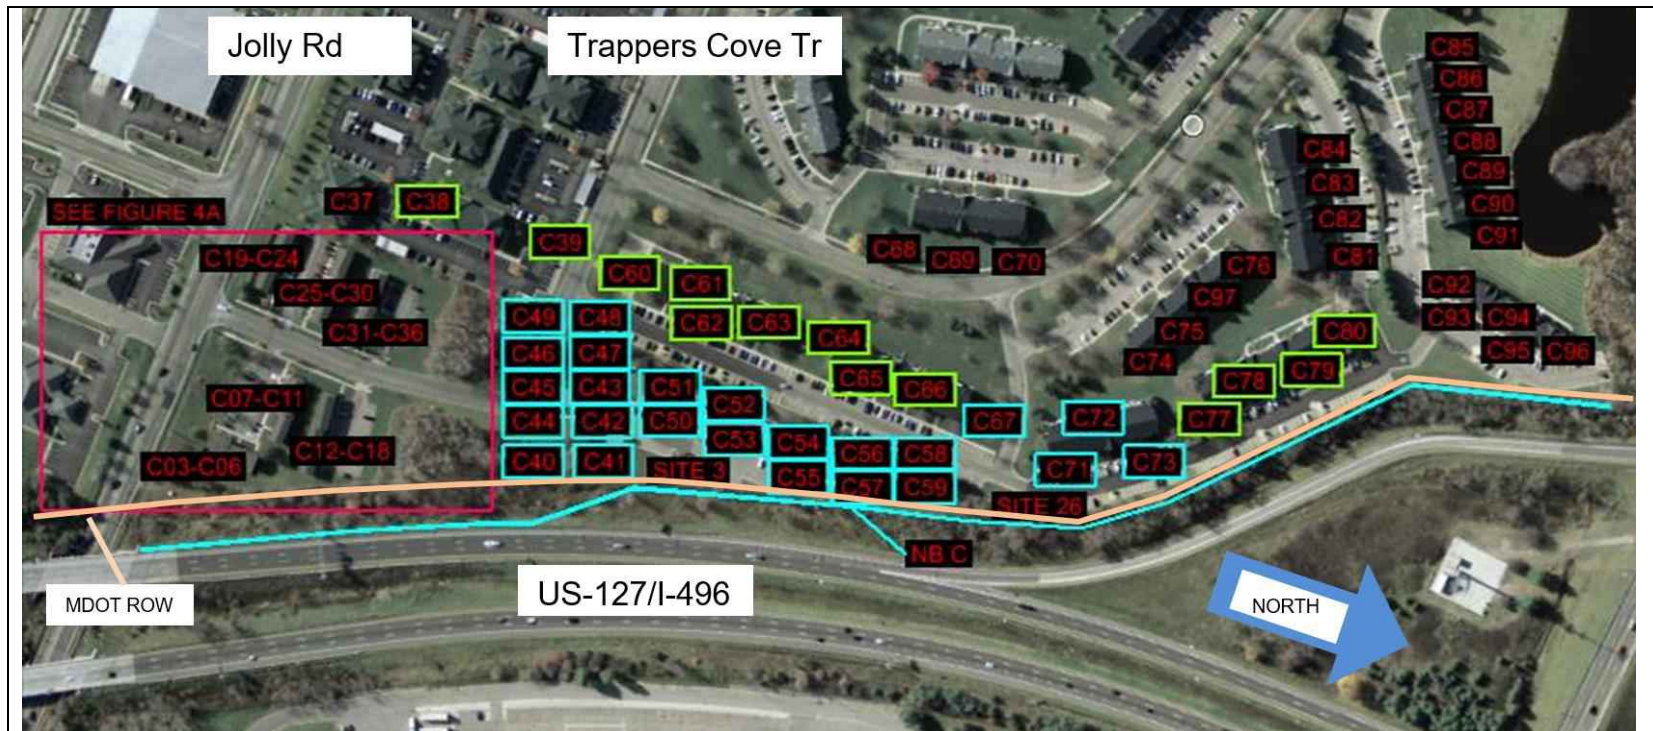 Jolly Rd
Trappers Cove Tr
C85
C86
C87
C88
C89
C90
C91
C84
C83
C82
C81
SEE FIGURE 4A
C37
C38
C39
C19-C24
C25-C30
C31-C36
C07-C11
C12-C18
C03-C06
C60
C61
C62
C63
C64
C65
C66
C67
C68
C69
C70
C76
C97
C75
C74
C92
C93
C94
C95
C96
C80
C79
C78
C77
C72
C71
C73
C49
C48
C46
C47
C45
C43
C44
C42
C40
C41
C51
C50
C52
C53
C54
C55
C56
C57
C58
C59
SITE 3
SITE 26
NB C
MDOT ROW
US-127/I-496
NORTH